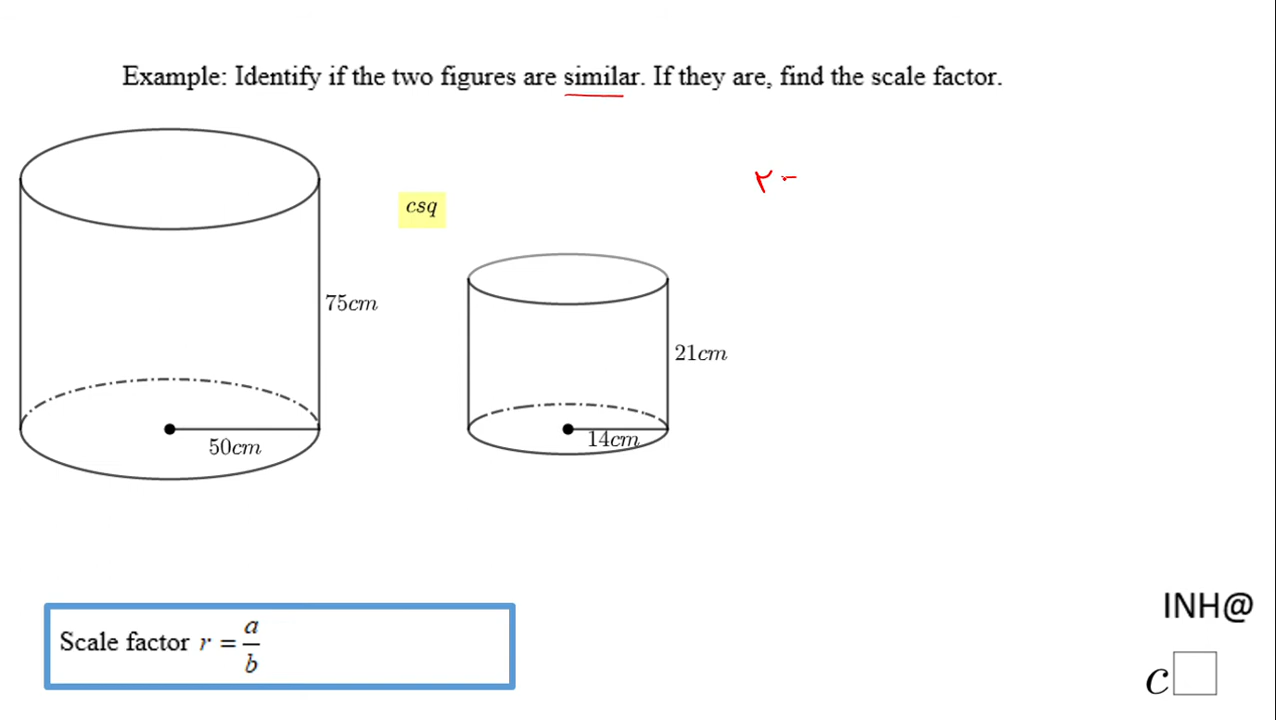 Example: Identify if the two figures are similar. If they are, find the scale factor.
r =
csq
75cm
21cm
50cm
14cm
Scale factor r = a/b
INH@
c